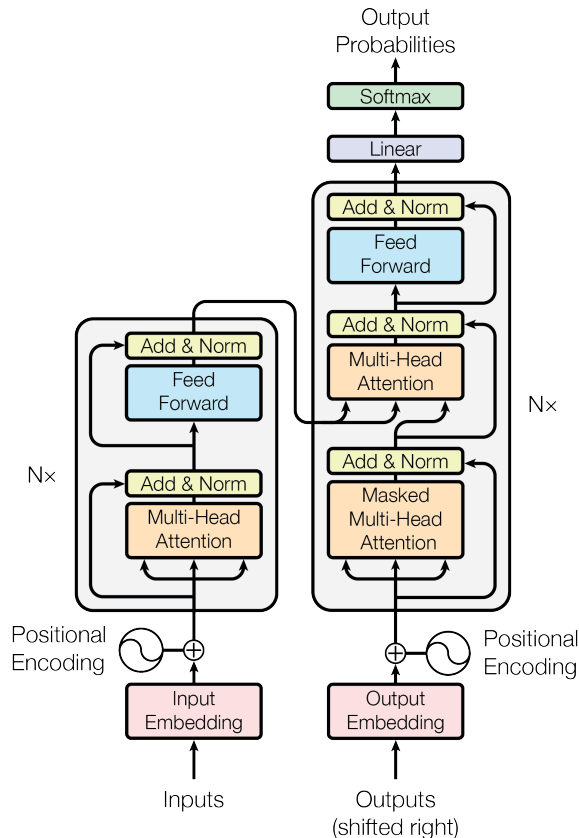 Output
Probabilities
Softmax
Linear
Add & Norm
Feed
Forward
Add & Norm
Multi-Head
Attention
Add & Norm
Masked
Multi-Head
Attention
N×
Add & Norm
Feed
Forward
Add & Norm
Multi-Head
Attention
N×
Positional
Encoding
Positional
Encoding
Input
Embedding
Output
Embedding
Inputs
Outputs
(shifted right)